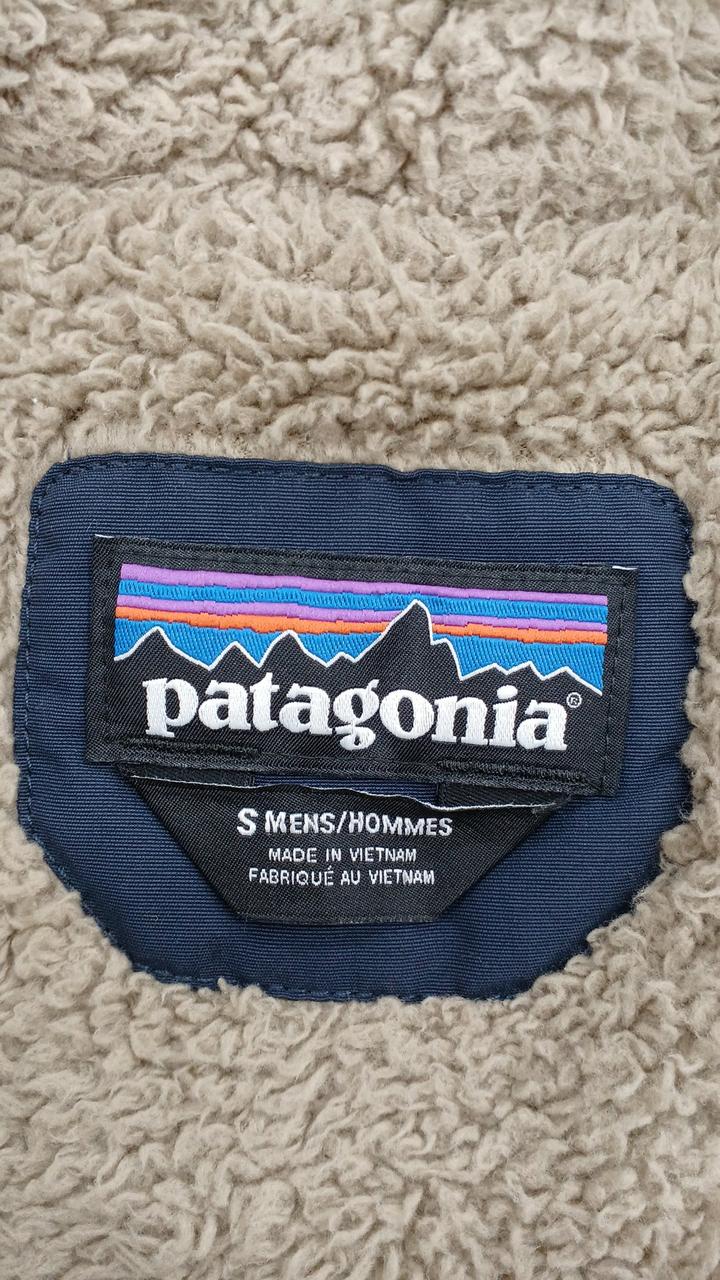 patagonia®
S MENS/HOMMES
MADE IN VIETNAM
FABRIQUÉ AU VIETNAM